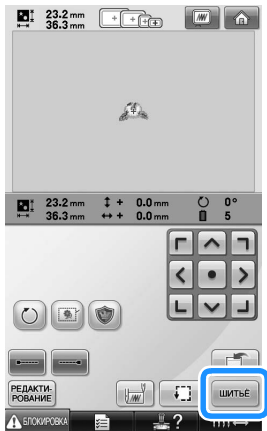 23.2 mm
36.3 mm
23.2 mm + 0.0 mm 0°
36.3 mm + 0.0 mm 5
РЕДАКТИ-
РОВАНИЕ
ШИТЬЁ
БЛОКИРОВКА ?